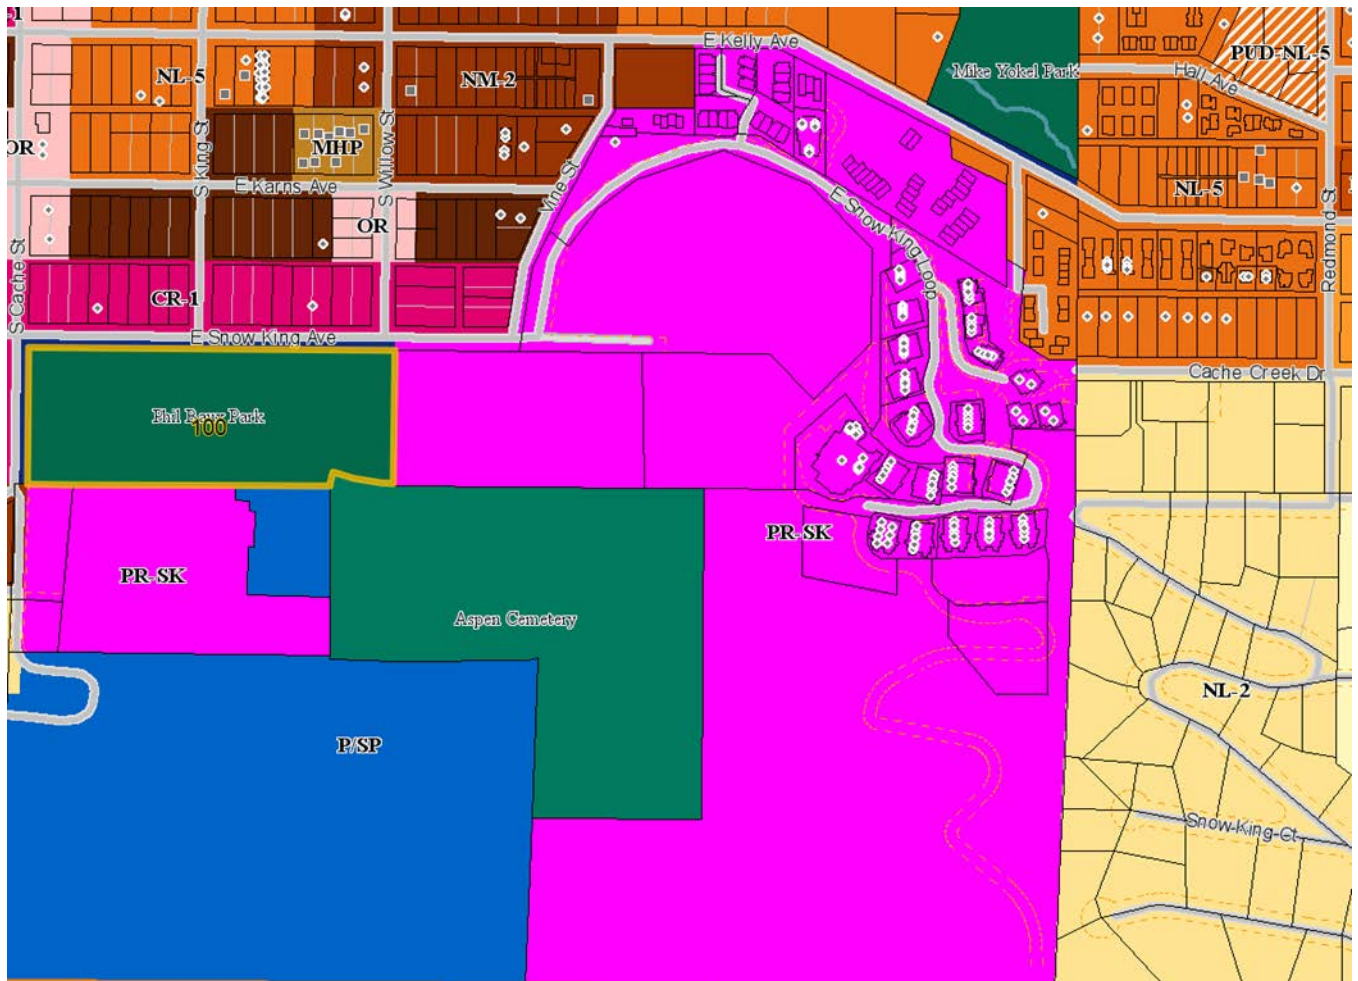 -1
E Kelly Ave
PUD-NL-5
NL-5
NM-2
Mike Yokel Park
Hall Ave
OR
S King St
MHP
S Willow St
E Karns Ave
Vine St
NL-5
Redmond St
OR
E Snow King Loop
S Cache St
CR-1
E Snow King Ave
Cache Creek Dr
Phil Baux Park
100
PR-SK
PR-SK
Aspen Cemetery
NL-2
P/SP
Snow King Ct